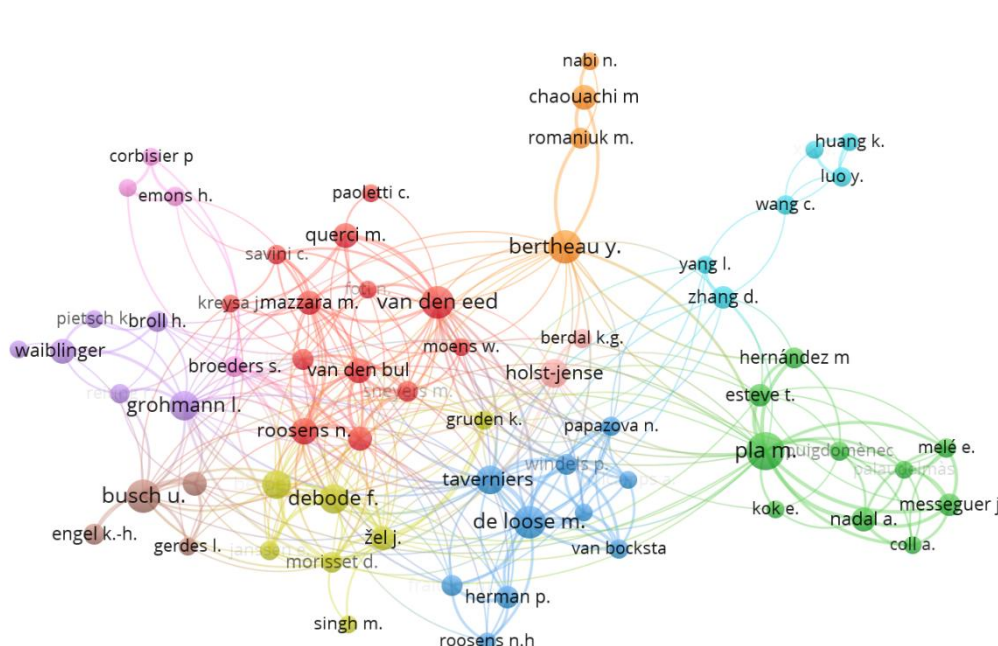 nabi n.
chaouachi m
romaniuk m.
huang k.
corbisier p
luo y.
emons h.
paoletti c.
wang c.
querci m.
bertheau y.
savini c.
yang l.
zhang d.
kreysa j.
mazzara m.
van den eed
pietsch k.
broll h.
berdal k.g.
moens w.
waiblinger
hernández m
broeders s.
van den bul
holst-jense
esteve t.
sneyers m.
grohmann l.
gruden k.
papazova n.
roosens n.
pla m.
puigdomènec
melé e.
windels p.
palaudelmàs
taverniers
busch u.
debode f.
messeguer j
kok e.
nadal a.
de loose m.
engel k.-h.
gerdes l.
žel j.
van bocksta
coll a.
morisset d.
herman p.
singh m.
roosens n.h